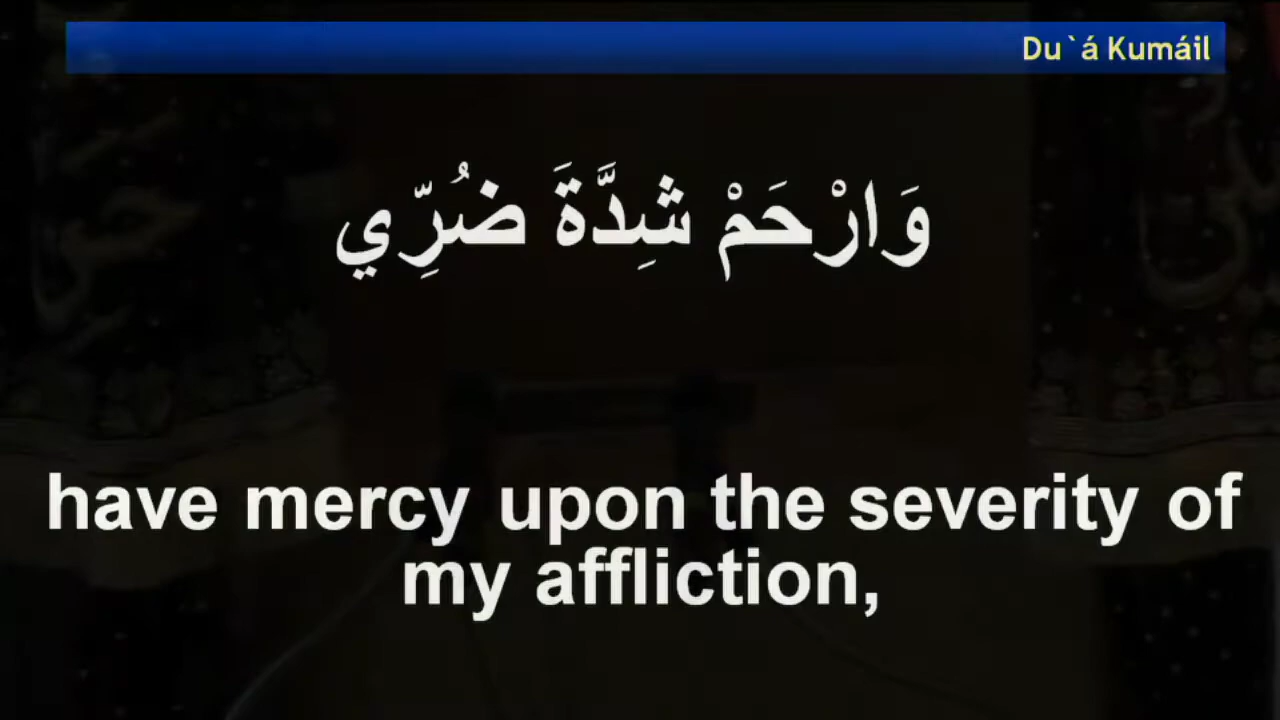 Du`á Kumáil
وَارْحَمْ شِدَّةَ ضُرِّي
have mercy upon the severity of
my affliction,